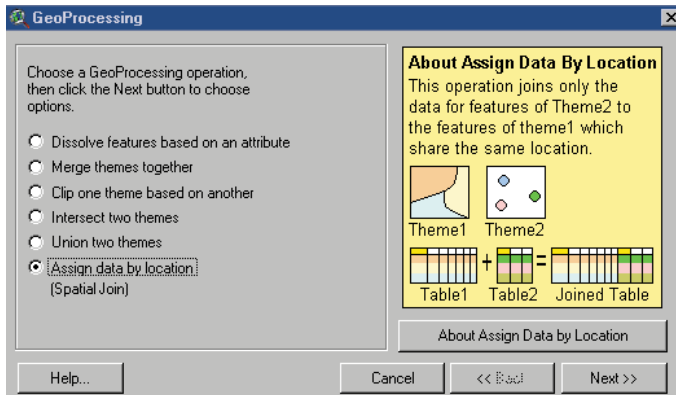 GeoProcessing
Choose a GeoProcessing operation,
then click the Next button to choose
options.
Dissolve features based on an attribute
Merge themes together
Clip one theme based on another
Intersect two themes
Union two themes
Assign data by location
(Spatial Join)
About Assign Data By Location
This operation joins only the
data for features of Theme2 to
the features of theme1 which
share the same location.
Theme1 Theme2
+ =
Table1 Table2 Joined Table
About Assign Data by Location
Help... Cancel << Back Next >>